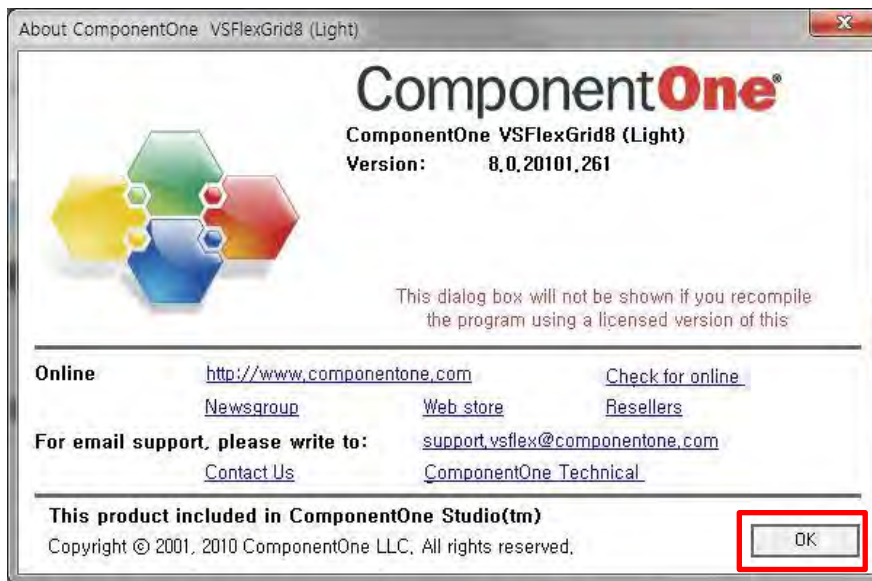 About ComponentOne VSFlexGrid8 (Light)
ComponentOne®
ComponentOne VSFlexGrid8 (Light)
Version: 8,0,20101,261
This dialog box will not be shown if you recompile
the program using a licensed version of this
Online http://www,componentone,com Check for online
Newsgroup Web store Resellers
For email support, please write to: support,vsflex@componentone,com
Contact Us ComponentOne Technical
This product included in ComponentOne Studio(tm)
Copyright © 2001, 2010 ComponentOne LLC, All rights reserved,
OK